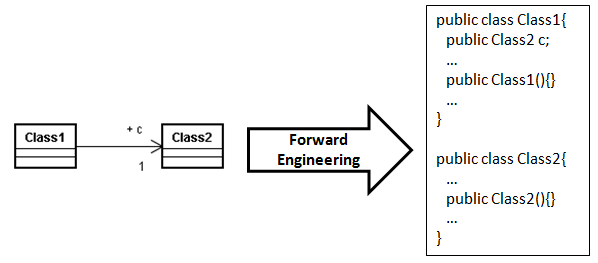 Class1
+ c
1
Class2
Forward
Engineering
public class Class1{
public Class2 c;
...
public Class1(){}
...
}
public class Class2{
...
public Class2(){}
...
}